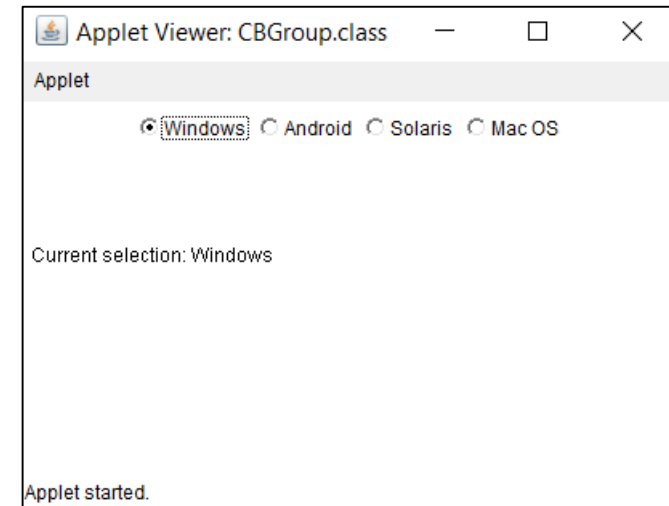 Applet Viewer: CBGroup.class
Applet
Windows Android Solaris Mac OS
Current selection: Windows
Applet started.